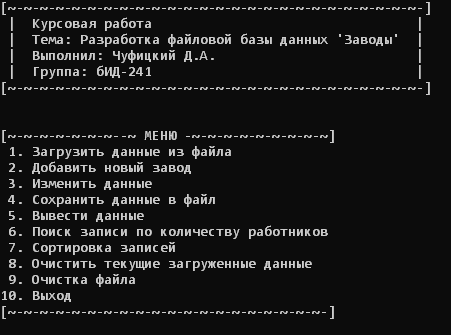 [~-~-~-~-~-~-~-~-~-~-~-~-~-~-~-~-~-~-~-~-~-~-~-~-~-~-]
| Курсовая работа |
| Тема: Разработка файловой базы данных 'Заводы' |
| Выполнил: Чуфицкий Д.А. |
| Группа: бИД-241 |
[~-~-~-~-~-~-~-~-~-~-~-~-~-~-~-~-~-~-~-~-~-~-~-~-~-~-]
[~-~-~-~-~-~-~--~ МЕНЮ -~-~-~-~-~-~-~-~-~]
1. Загрузить данные из файла
2. Добавить новый завод
3. Изменить данные
4. Сохранить данные в файл
5. Вывести данные
6. Поиск записи по количеству работников
7. Сортировка записей
8. Очистить текущие загруженные данные
9. Очистка файла
10. Выход
[~-~-~-~-~-~-~-~-~-~-~-~-~-~-~-~-~-~-~-~-]